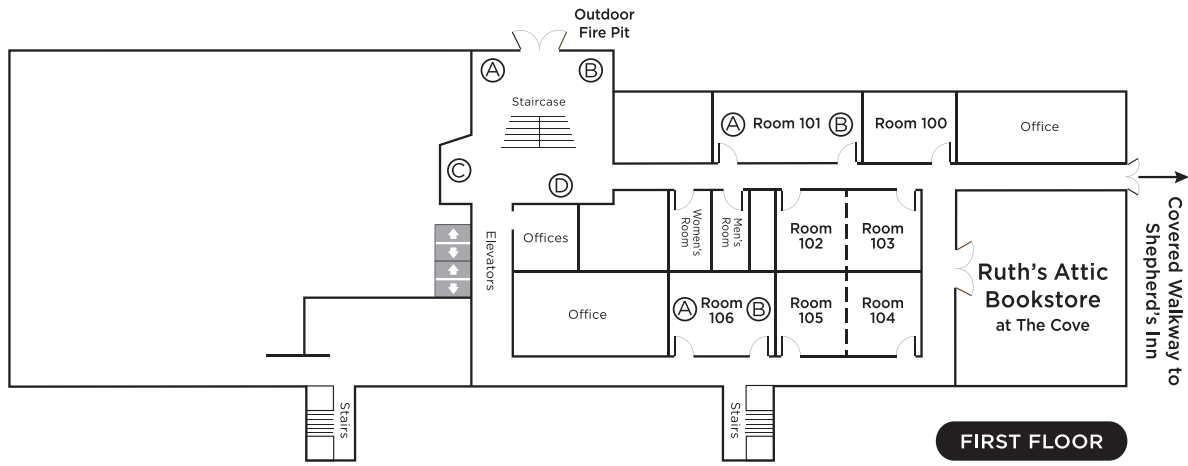 Outdoor
Fire Pit
A
B
Staircase
C
D
A Room 101 B
Room 100
Office
Elevators
Offices
Women's
Room
Men's
Room
Room
102
Room
103
Office
A Room B
106
Room
105
Room
104
Ruth's Attic
Bookstore
at The Cove
Covered Walkway to
Shepherd's Inn
Stairs
Stairs
FIRST FLOOR